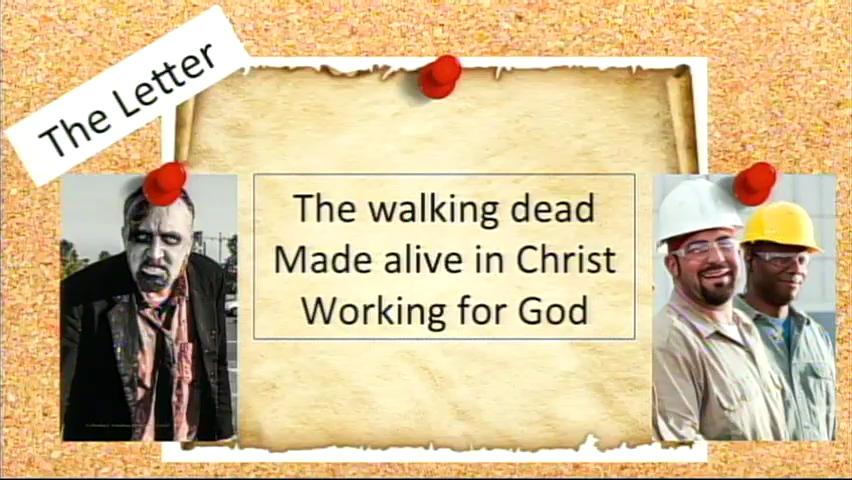 The Letter
The walking dead
Made alive in Christ
Working for God